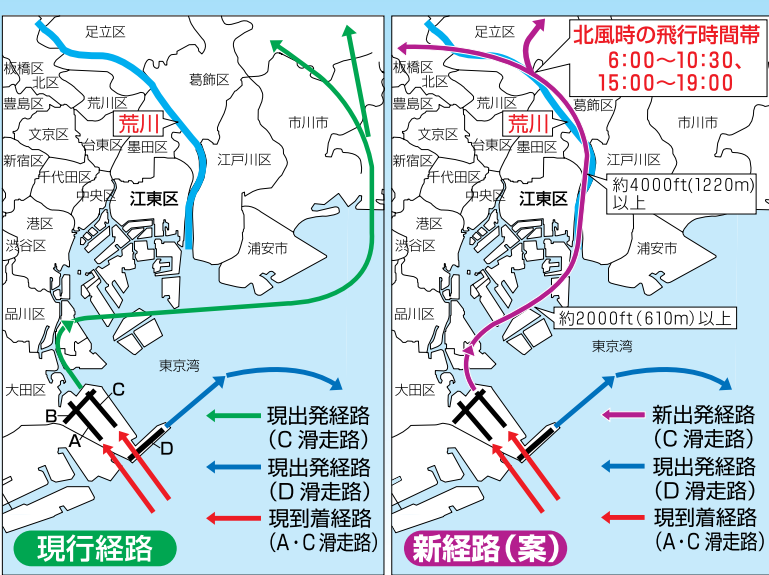 足立区
板橋区
北区
葛飾区
豊島区
荒川区
荒川
市川市
文京区
台東区
墨田区
新宿区
江戸川区
千代田区
中央区
江東区
港区
渋谷区
浦安市
品川区
東京湾
大田区
C
B
A
D
現出発経路
(C 滑走路)
現出発経路
(D 滑走路)
現到着経路
(A・C滑走路)
現行経路
足立区
北風時の飛行時間帯
6:00〜10:30、
15:00〜19:00
板橋区
北区
葛飾区
豊島区
荒川区
荒川
市川市
文京区
台東区
墨田区
新宿区
江戸川区
千代田区
約4000ft(1220m)
以上
中央区
江東区
港区
渋谷区
浦安市
品川区
約2000ft(610m)以上
東京湾
大田区
新出発経路
(C 滑走路)
現出発経路
(D 滑走路)
現到着経路
(A・C滑走路)
新経路(案)